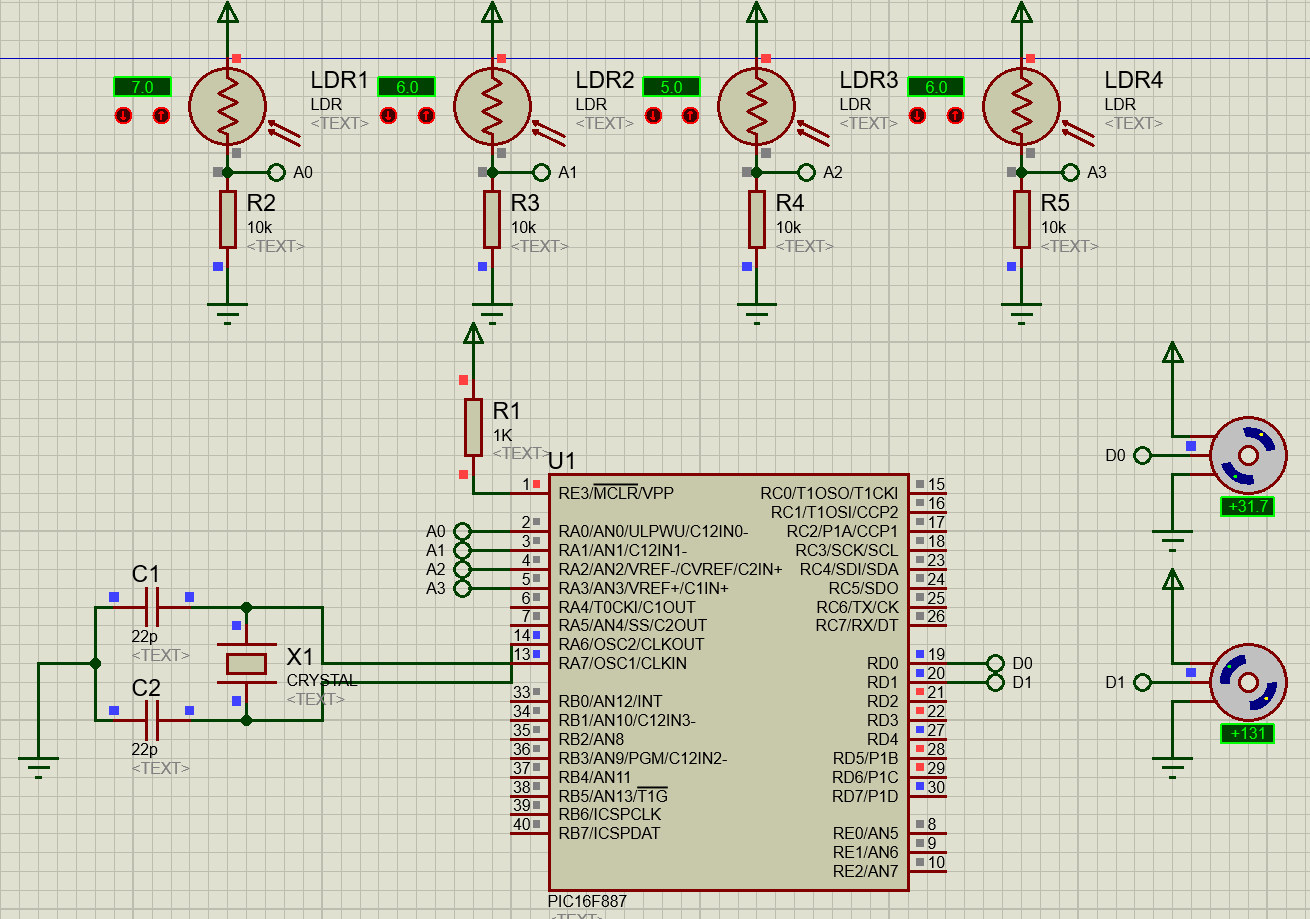 7.0
LDR1
LDR
<TEXT>
6.0
LDR2
LDR
<TEXT>
5.0
LDR3
LDR
<TEXT>
6.0
LDR4
LDR
<TEXT>
A0
A1
A2
A3
R2
10k
<TEXT>
R3
10k
<TEXT>
R4
10k
<TEXT>
R5
10k
<TEXT>
R1
1K
<TEXT>
U1
1 RE3/MCLR/VPP
2 RA0/AN0/ULPWU/C12IN0-
3 RA1/AN1/C12IN1-
4 RA2/AN2/VREF-/CVREF/C2IN+
5 RA3/AN3/VREF+/C1IN+
6 RA4/T0CKI/C1OUT
7 RA5/AN4/SS/C2OUT
14 RA6/OSC2/CLKOUT
13 RA7/OSC1/CLKIN
33 RB0/AN12/INT
34 RB1/AN10/C12IN3-
35 RB2/AN8
36 RB3/AN9/PGM/C12IN2-
37 RB4/AN11
38 RB5/AN13/T1G
39 RB6/ICSPCLK
40 RB7/ICSPDAT
RC0/T1OSO/T1CKI 15
RC1/T1OSI/CCP2 16
RC2/P1A/CCP1 17
RC3/SCK/SCL 18
RC4/SDI/SDA 23
RC5/SDO 24
RC6/TX/CK 25
RC7/RX/DT 26
RD0 19
RD1 20
RD2 21
RD3 22
RD4 27
RD5/P1B 28
RD6/P1C 29
RD7/P1D 30
RE0/AN5 8
RE1/AN6 9
RE2/AN7 10
PIC16F887
<TEXT>
A0
A1
A2
A3
D0
D1
C1
22p
<TEXT>
C2
22p
<TEXT>
X1
CRYSTAL
<TEXT>
D0
+31.7
D1
+131